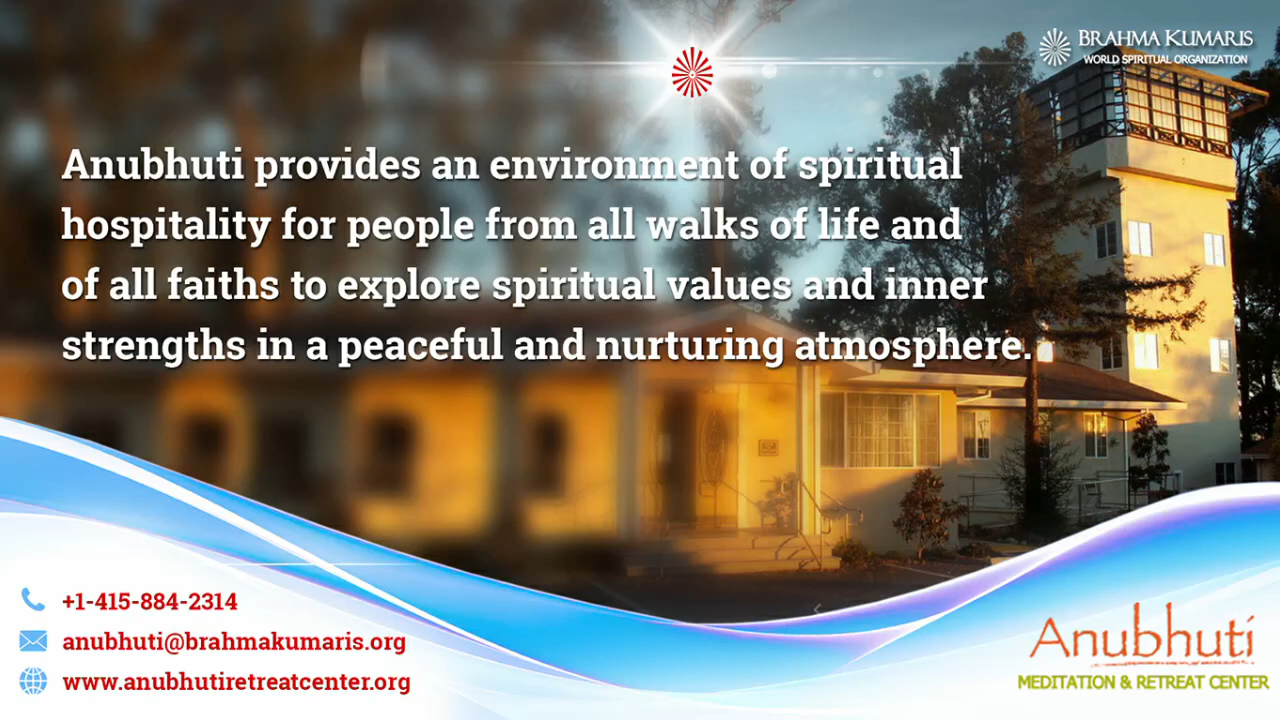 BRAHMA KUMARIS
WORLD SPIRITUAL ORGANIZATION
Anubhuti provides an environment of spiritual
hospitality for people from all walks of life and
of all faiths to explore spiritual values and inner
strengths in a peaceful and nurturing atmosphere.
+1-415-884-2314
anubhuti@brahmakumaris.org
www.anubhutiretreatcenter.org
Anubhuti
MEDITATION & RETREAT CENTER